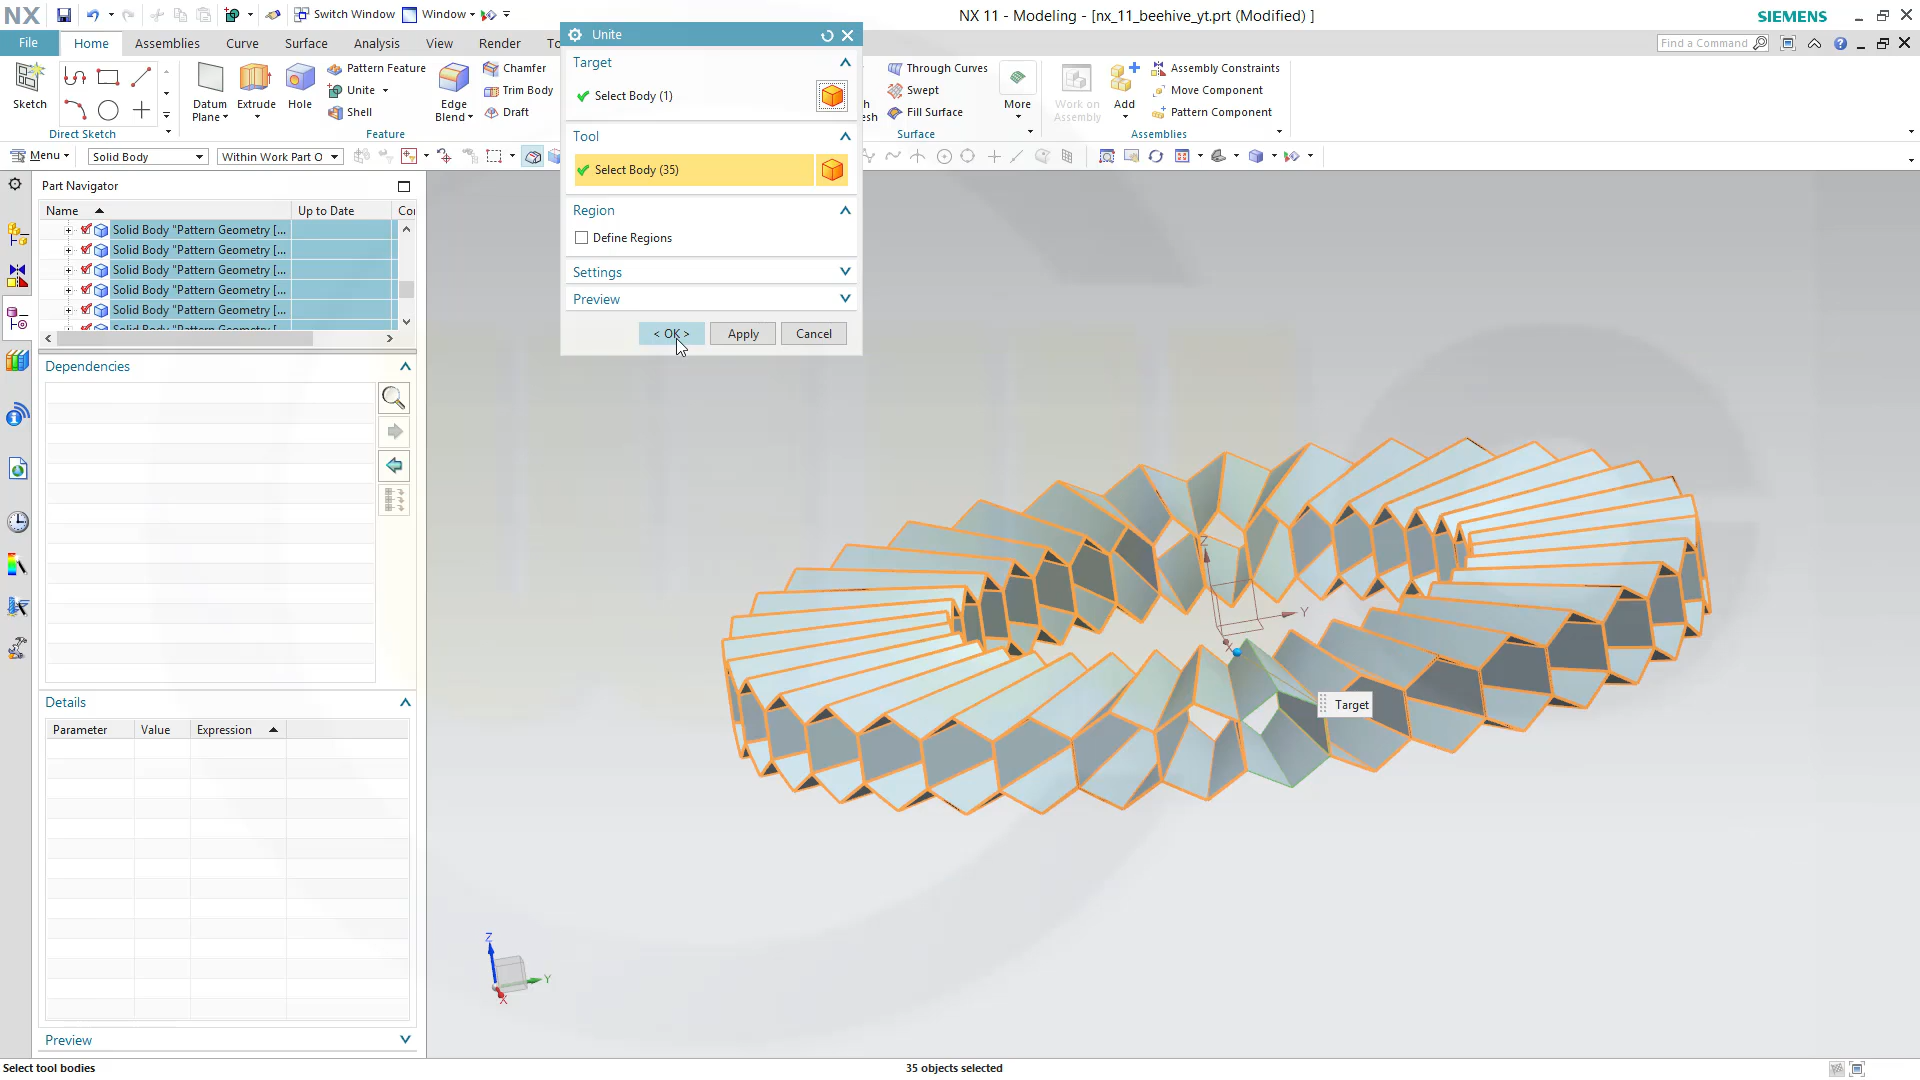 NX
Switch Window
Window
NX 11 - Modeling - [nx_11_beehive_yt.prt (Modified) ]
SIEMENS
File
Home
Assemblies
Curve
Surface
Analysis
View
Render
Find a Command
Sketch
Direct Sketch
Datum Plane
Extrude
Hole
Pattern Feature
Unite
Shell
Edge Blend
Chamfer
Trim Body
Draft
Feature
Through Curves
Swept
Fill Surface
More
Surface
Work on Assembly
Add
Assembly Constraints
Move Component
Pattern Component
Assemblies
Menu
Solid Body
Within Work Part O
Unite
Target
Select Body (1)
Tool
Select Body (35)
Region
Define Regions
Settings
Preview
< OK >
Apply
Cancel
Part Navigator
Name
Up to Date
Solid Body "Pattern Geometry [...
Solid Body "Pattern Geometry [...
Solid Body "Pattern Geometry [...
Solid Body "Pattern Geometry [...
Solid Body "Pattern Geometry [...
Solid Body "Pattern Geometry [...
Dependencies
Details
Parameter
Value
Expression
Preview
Z
Y
X
Target
Z
Y
X
Select tool bodies
35 objects selected